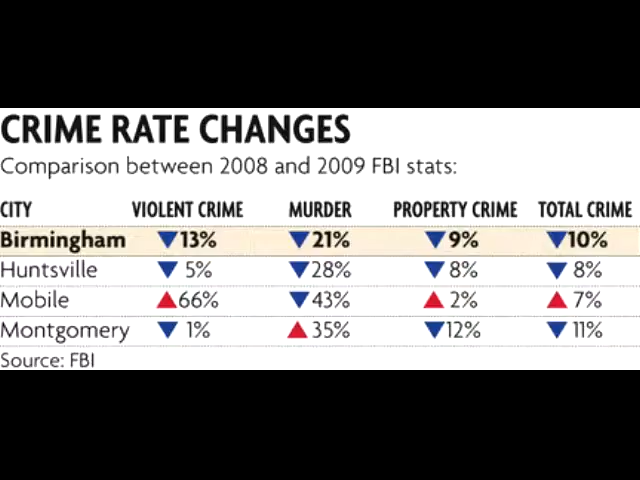 CRIME RATE CHANGES
Comparison between 2008 and 2009 FBI stats:
CITY VIOLENT CRIME MURDER PROPERTY CRIME TOTAL CRIME
Birmingham ▼13% ▼21% ▼9% ▼10%
Huntsville ▼5% ▼28% ▼8% ▼8%
Mobile ▲66% ▼43% ▲2% ▲7%
Montgomery ▼1% ▲35% ▼12% ▼11%
Source: FBI